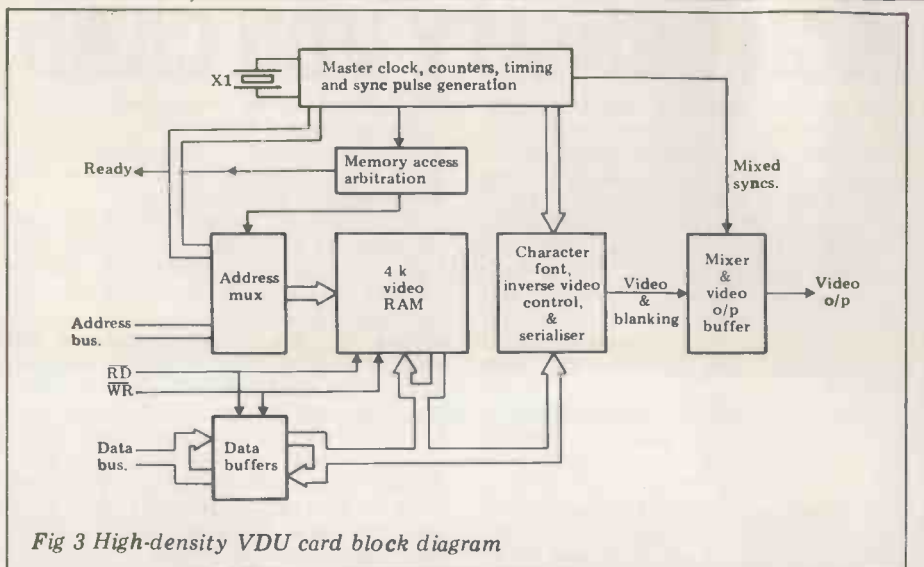 X1
Master clock, counters, timing
and sync pulse generation
Ready
Memory access
arbitration
Mixed
syncs.
Address
mux
4 k
video
RAM
Character
font,
inverse video
control,
&
serialiser
Video
&
blanking
Mixer
&
video
o/p
buffer
Video
o/p
Address
bus.
RD
WR
Data
bus.
Data
buffers
Fig 3 High-density VDU card block diagram